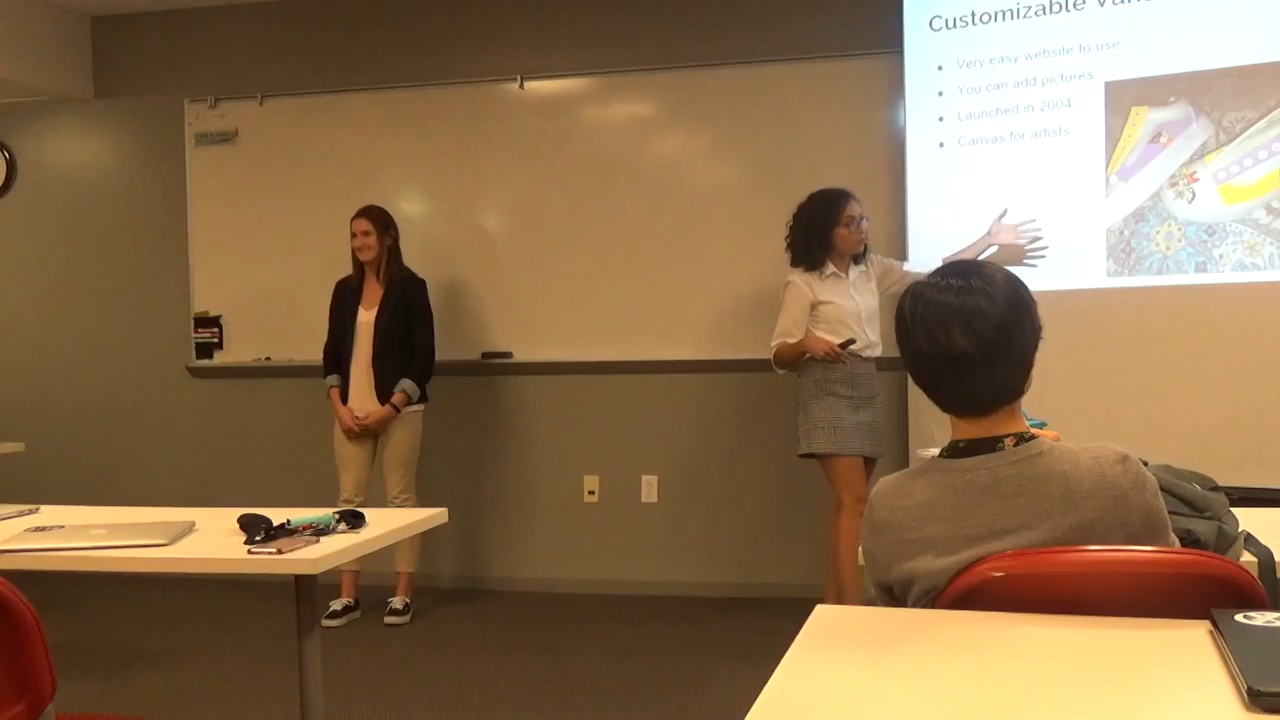 Customizable
Very easy website to use
You can add pictures
Launched in 2004
Canvas for artists